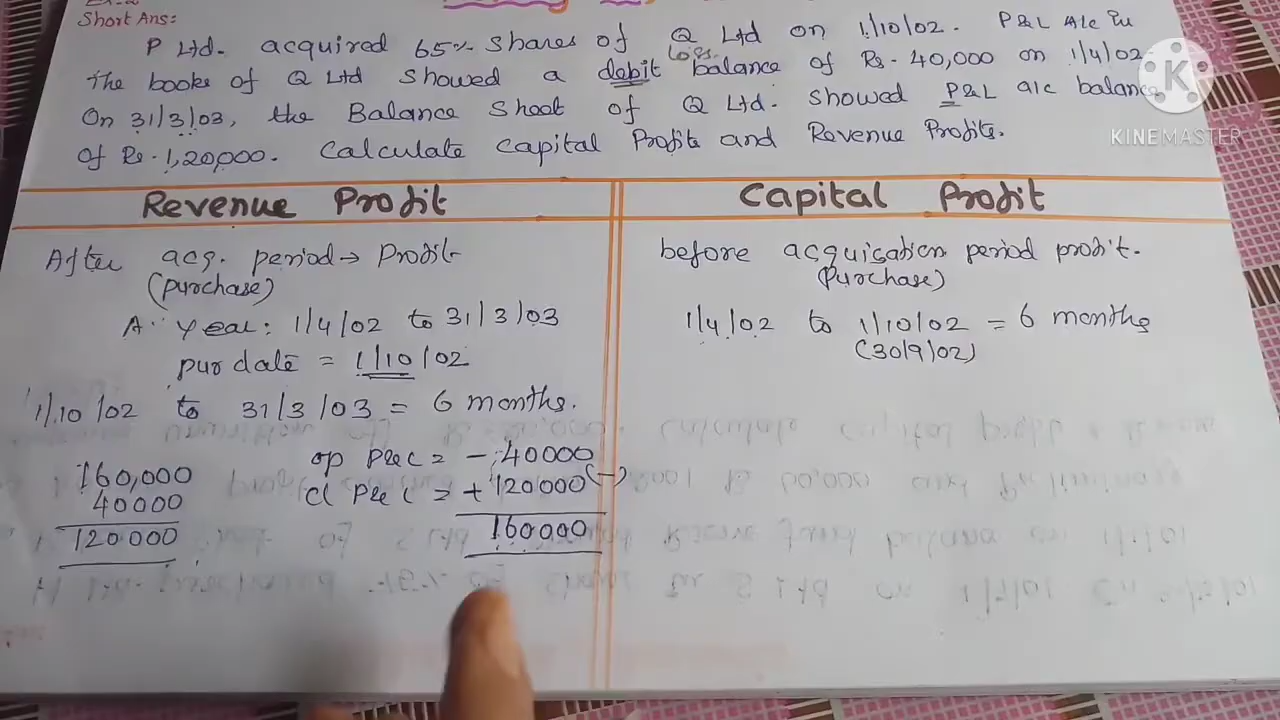 Short Ans:
P Ltd. acquired 65% shares of Q Ltd on 1/10/02. P&L A/c in
loss
the books of Q Ltd showed a debit balance of Rs. 40,000 on 1/4/02.
On 31/3/03, the Balance Sheet of Q Ltd. showed P&L a/c balance
of Rs. 1,20,000. Calculate Capital Profits and Revenue Profits.
KINEMASTER
Revenue Profit
After acq. period → Profit
(purchase)
A. Year: 1/4/02 to 31/3/03
pur date = 1/10/02
1/10/02 to 31/3/03 = 6 months.
op P&L = -40000
cl P&L = +120000 (-)
160000
160,000
40000
120000
Capital Profit
before acquisation period profit.
(purchase)
1/4/02 to 1/10/02 = 6 months
(30/9/02)